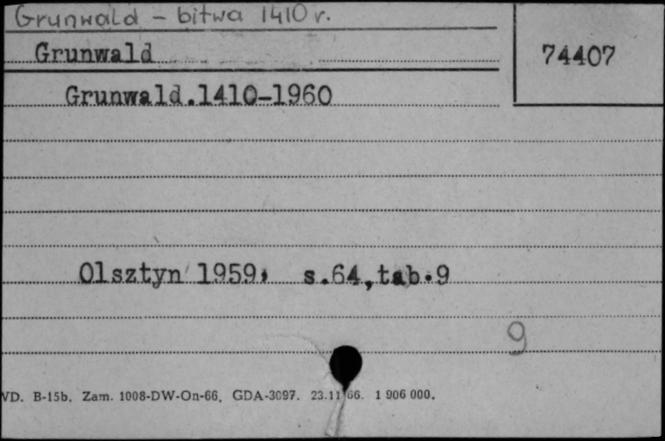 Grunwald - bitwa 1410 r.
Grunwald
74407
Grunwald.1410-1960
Olsztyn 1959, s.64,tab.9
9
WD. B-15b. Zam. 1008-DW-On-66. GDA-3097. 23.11 66. 1 906 000.